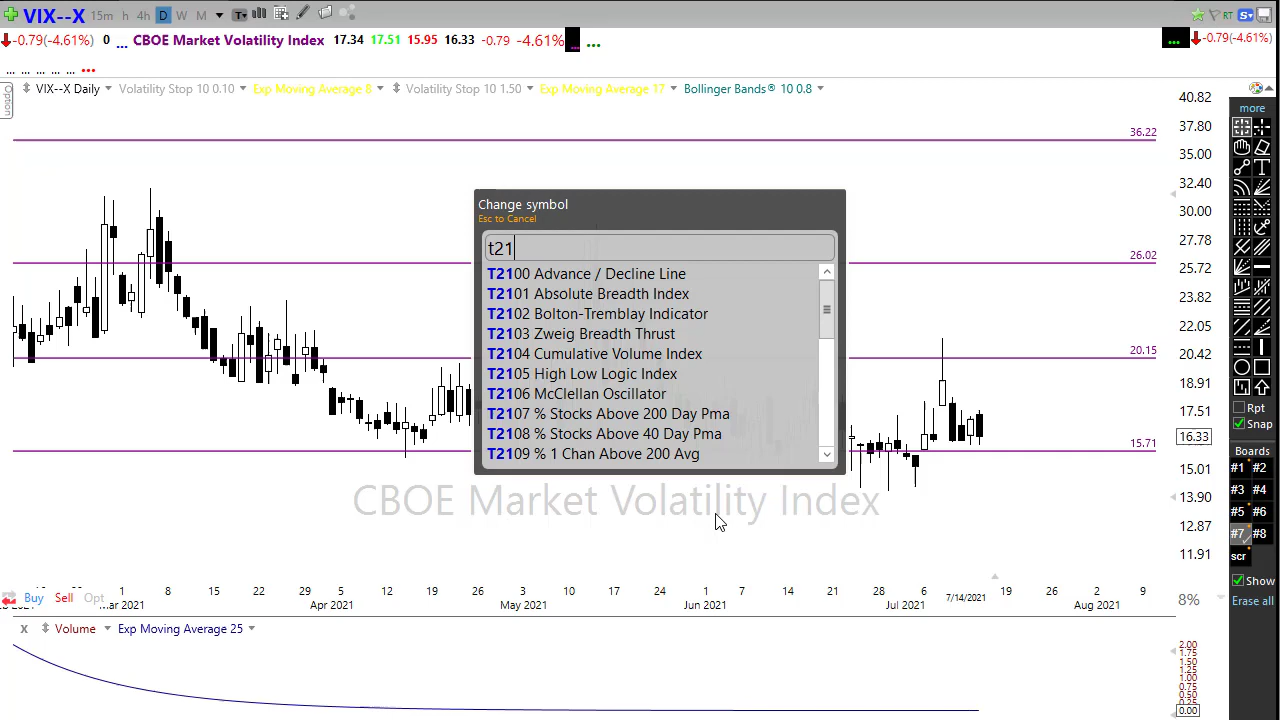 VIX--X 15m h 4h D W M RT S
-0.79(-4.61%) 0 ... CBOE Market Volatility Index 17.34 17.51 15.95 16.33 -0.79 -4.61% ... ... -0.79(-4.61%)
... ... ... ... ... ...
Option
VIX--X Daily Volatility Stop 10 0.10 Exp Moving Average 8 Volatility Stop 10 1.50 Exp Moving Average 17 Bollinger Bands® 10 0.8
more
40.82
37.80
36.22
35.00
32.40
30.00
27.78
26.02
25.72
23.82
22.05
20.15
20.42
18.91
17.51
16.33
15.71
15.01
13.90
12.87
11.91
Change symbol
Esc to Cancel
t21
T2100 Advance / Decline Line
T2101 Absolute Breadth Index
T2102 Bolton-Tremblay Indicator
T2103 Zweig Breadth Thrust
T2104 Cumulative Volume Index
T2105 High Low Logic Index
T2106 McClellan Oscillator
T2107 % Stocks Above 200 Day Pma
T2108 % Stocks Above 40 Day Pma
T2109 % 1 Chan Above 200 Avg
CBOE Market Volatility Index
Rpt
Snap
Boards
#1 #2
#3 #4
#5 #6
#7 #8
scr
Show
Erase all
1 8 15 22 29 5 12 19 26 3 10 17 24 1 7 14 21 28 6 7/14/2021 19 26 2 9
Mar 2021 Apr 2021 May 2021 Jun 2021 Jul 2021 Aug 2021
Buy Sell Opt
8%
x Volume Exp Moving Average 25
2.00
1.75
1.50
1.25
1.00
0.75
0.50
0.25
0.00